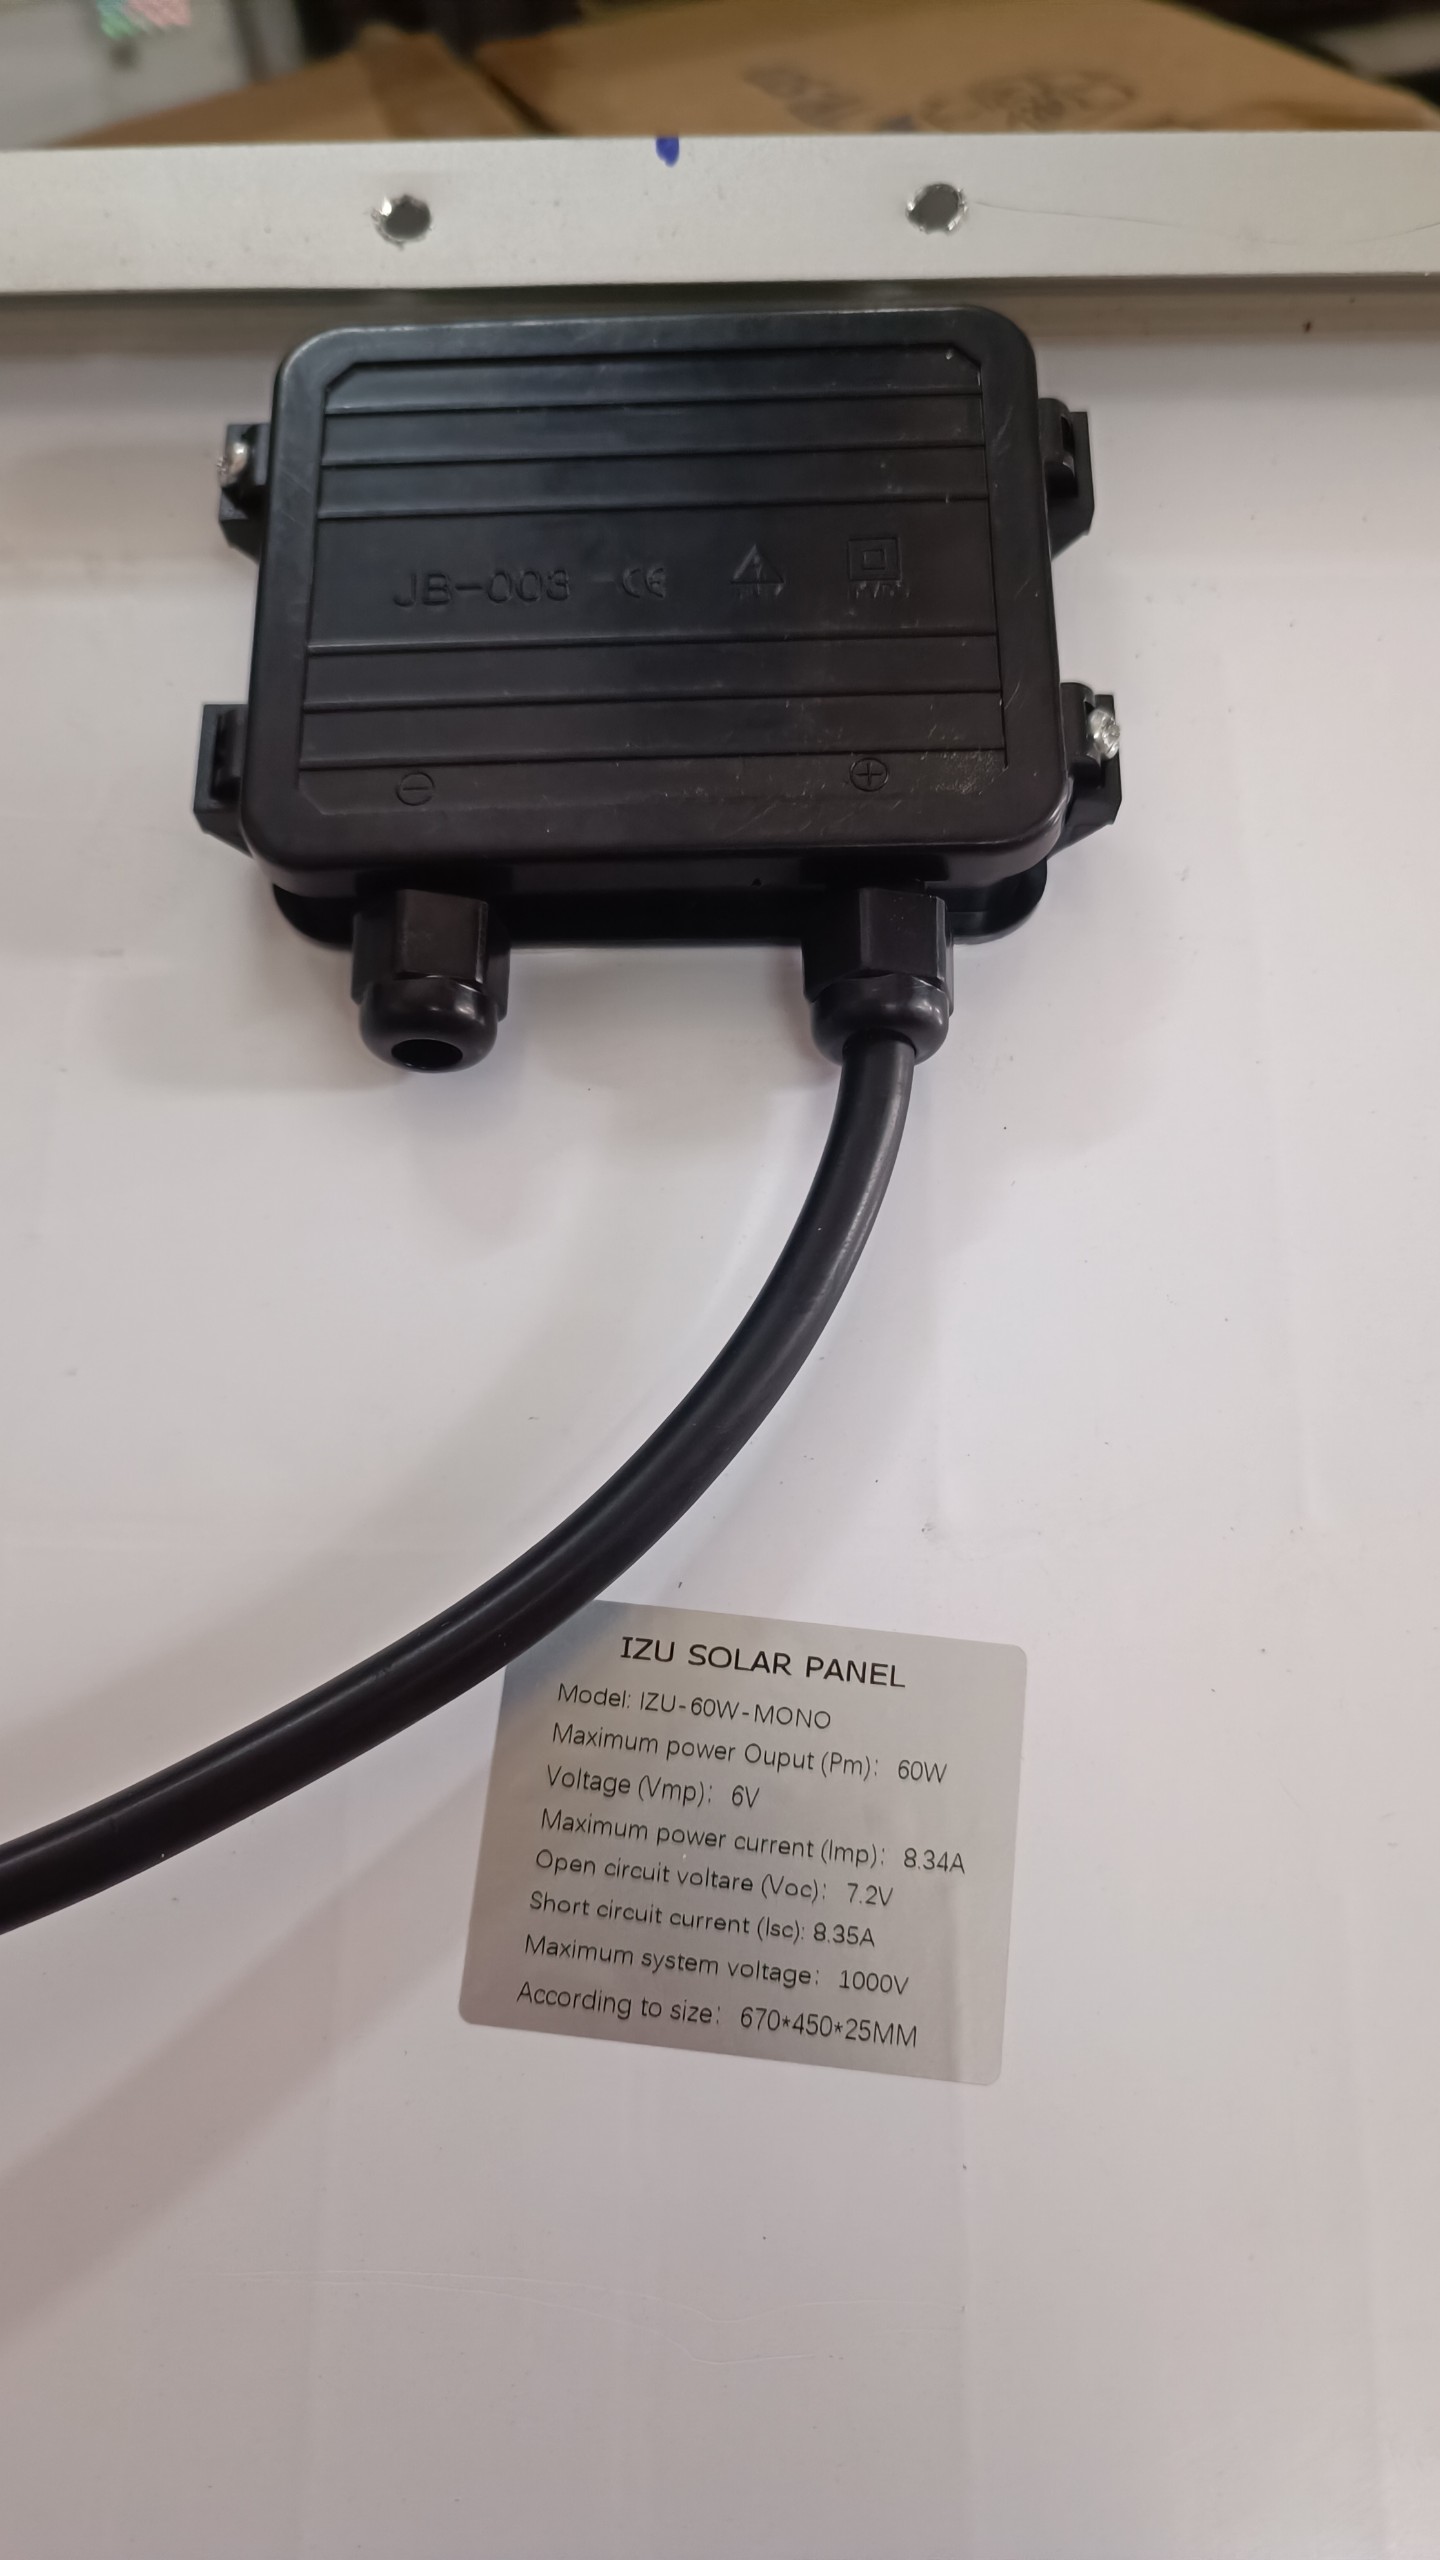 JB-003 CE
⊖ ⊕
IZU SOLAR PANEL
Model: IZU-60W-MONO
Maximum power Ouput (Pm): 60W
Voltage (Vmp): 6V
Maximum power current (Imp): 8.34A
Open circuit voltare (Voc): 7.2V
Short circuit current (Isc): 8.35A
Maximum system voltage: 1000V
According to size: 670*450*25MM